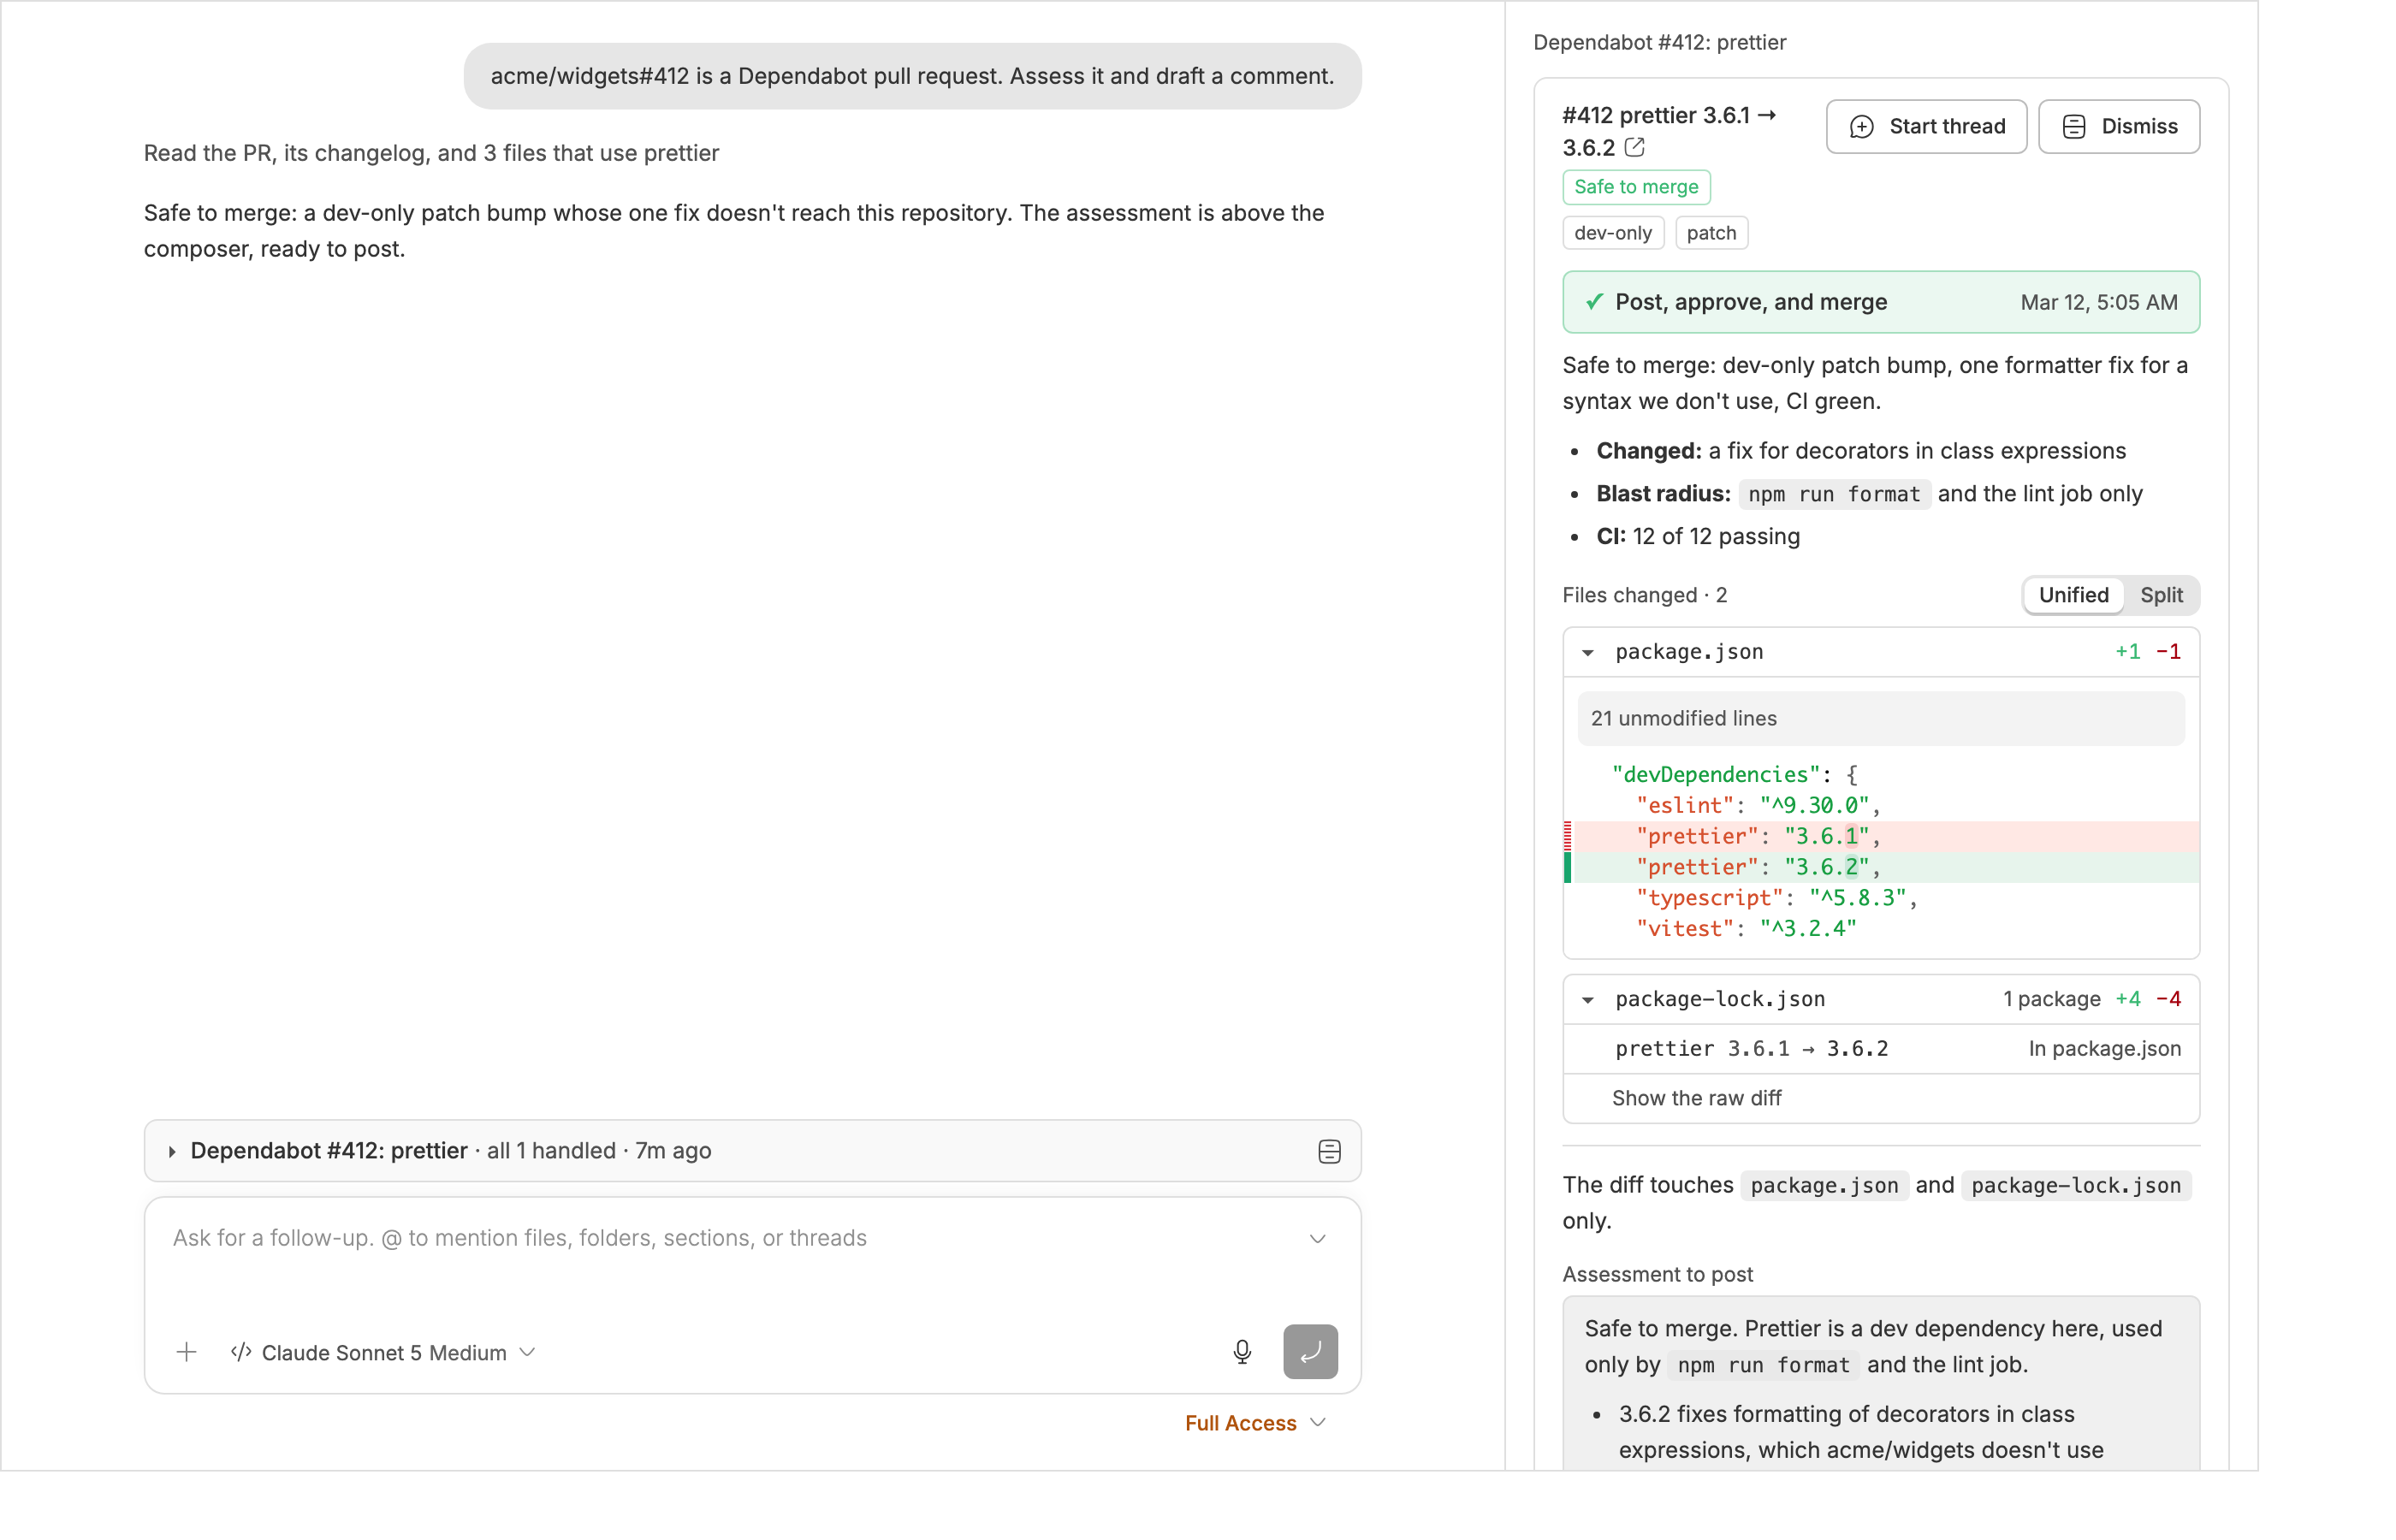 acme/widgets#412 is a Dependabot pull request. Assess it and draft a comment.
Read the PR, its changelog, and 3 files that use prettier
Safe to merge: a dev-only patch bump whose one fix doesn't reach this repository. The assessment is above the
composer, ready to post.
Dependabot #412: prettier · all 1 handled · 7m ago
Ask for a follow-up. @ to mention files, folders, sections, or threads
</> Claude Sonnet 5 Medium
Full Access
Dependabot #412: prettier
#412 prettier 3.6.1 →
3.6.2
Start thread
Dismiss
Safe to merge
dev-only
patch
✓ Post, approve, and merge
Mar 12, 5:05 AM
Safe to merge: dev-only patch bump, one formatter fix for a
syntax we don't use, CI green.
• Changed: a fix for decorators in class expressions
• Blast radius: npm run format and the lint job only
• CI: 12 of 12 passing
Files changed · 2
Unified
Split
package.json
+1 −1
21 unmodified lines
"devDependencies": {
"eslint": "^9.30.0",
"prettier": "3.6.1",
"prettier": "3.6.2",
"typescript": "^5.8.3",
"vitest": "^3.2.4"
package-lock.json
1 package +4 −4
prettier 3.6.1 → 3.6.2
In package.json
Show the raw diff
The diff touches package.json and package-lock.json
only.
Assessment to post
Safe to merge. Prettier is a dev dependency here, used
only by npm run format and the lint job.
• 3.6.2 fixes formatting of decorators in class
expressions, which acme/widgets doesn't use